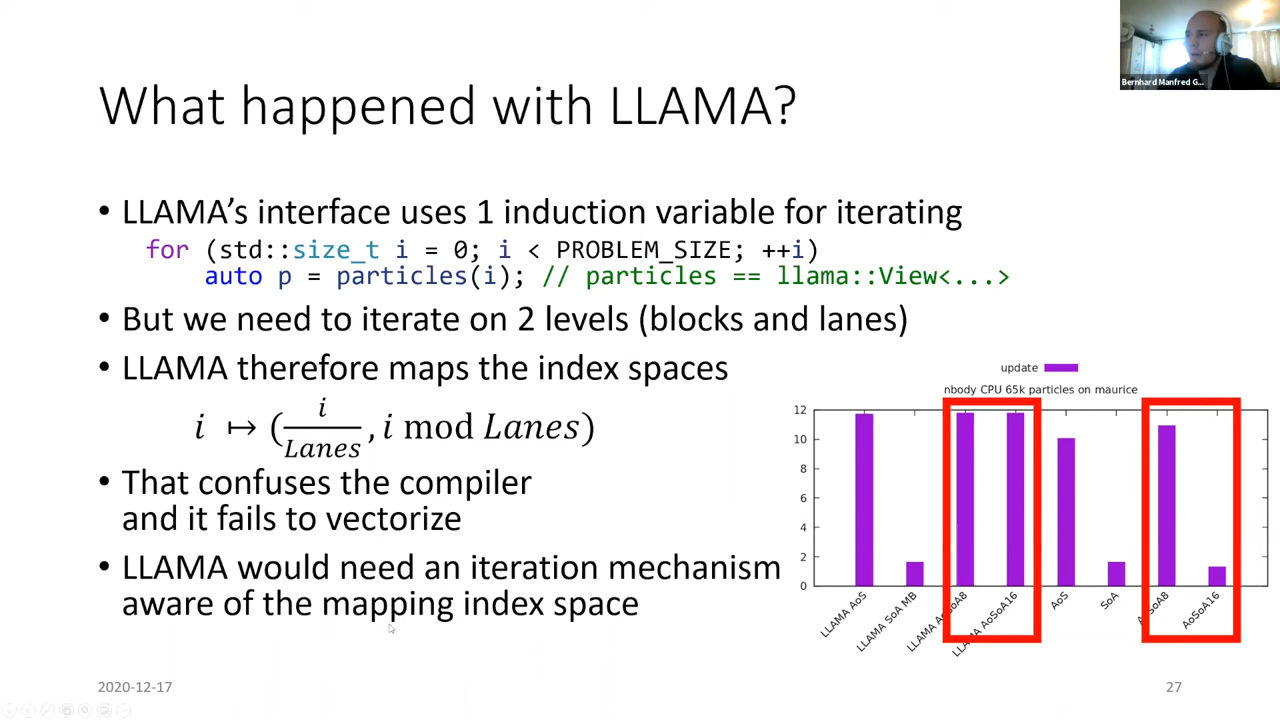 Bernhard Manfred G...
What happened with LLAMA?
• LLAMA’s interface uses 1 induction variable for iterating
for (std::size_t i = 0; i < PROBLEM_SIZE; ++i)
auto p = particles(i); // particles == llama::View<...>
• But we need to iterate on 2 levels (blocks and lanes)
• LLAMA therefore maps the index spaces
i ↦ (i/Lanes, i mod Lanes)
• That confuses the compiler
and it fails to vectorize
• LLAMA would need an iteration mechanism
aware of the mapping index space
update
nbody CPU 65k particles on maurice
12
10
8
6
4
2
0
LLAMA AoS
LLAMA SoA MB
LLAMA AoSoA8
LLAMA AoSoA16
AoS
SoA
AoSoA8
AoSoA16
2020-12-17
27